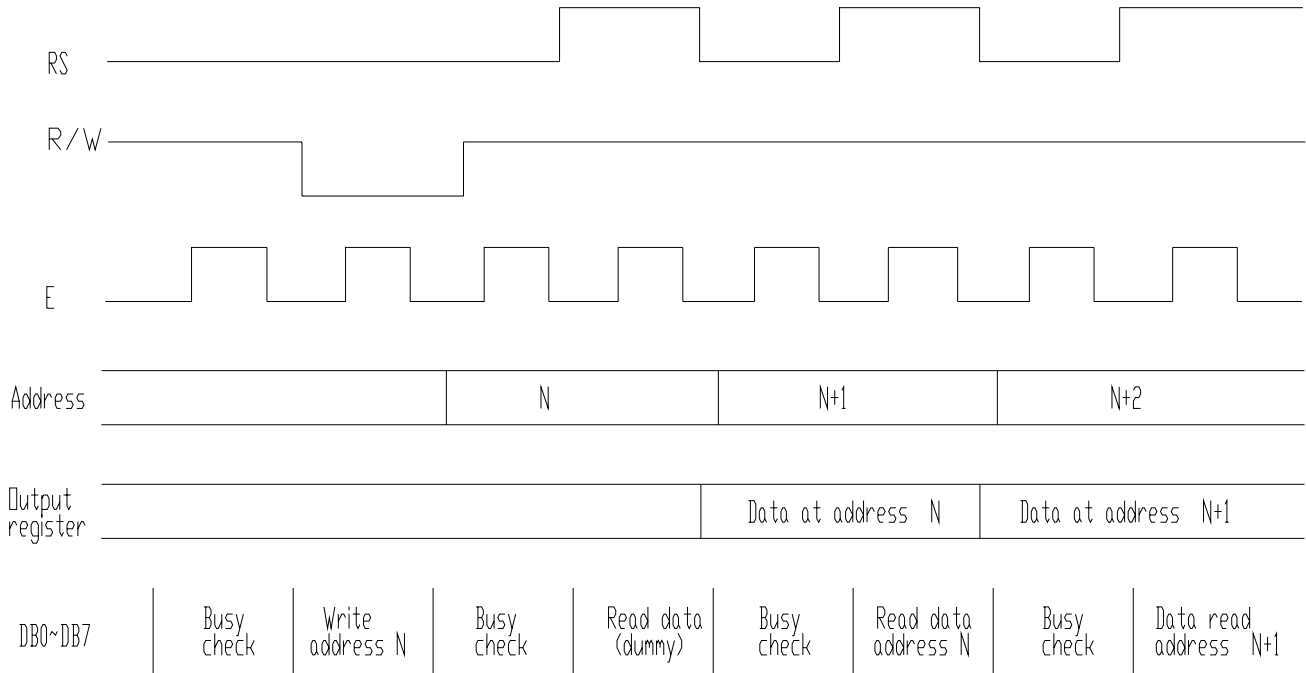 RS
R/W
E
Address
N
N+1
N+2
Output
register
Data at address N
Data at address N+1
DB0~DB7
Busy
check
Write
address N
Busy
check
Read data
(dummy)
Busy
check
Read data
address N
Busy
check
Data read
address N+1